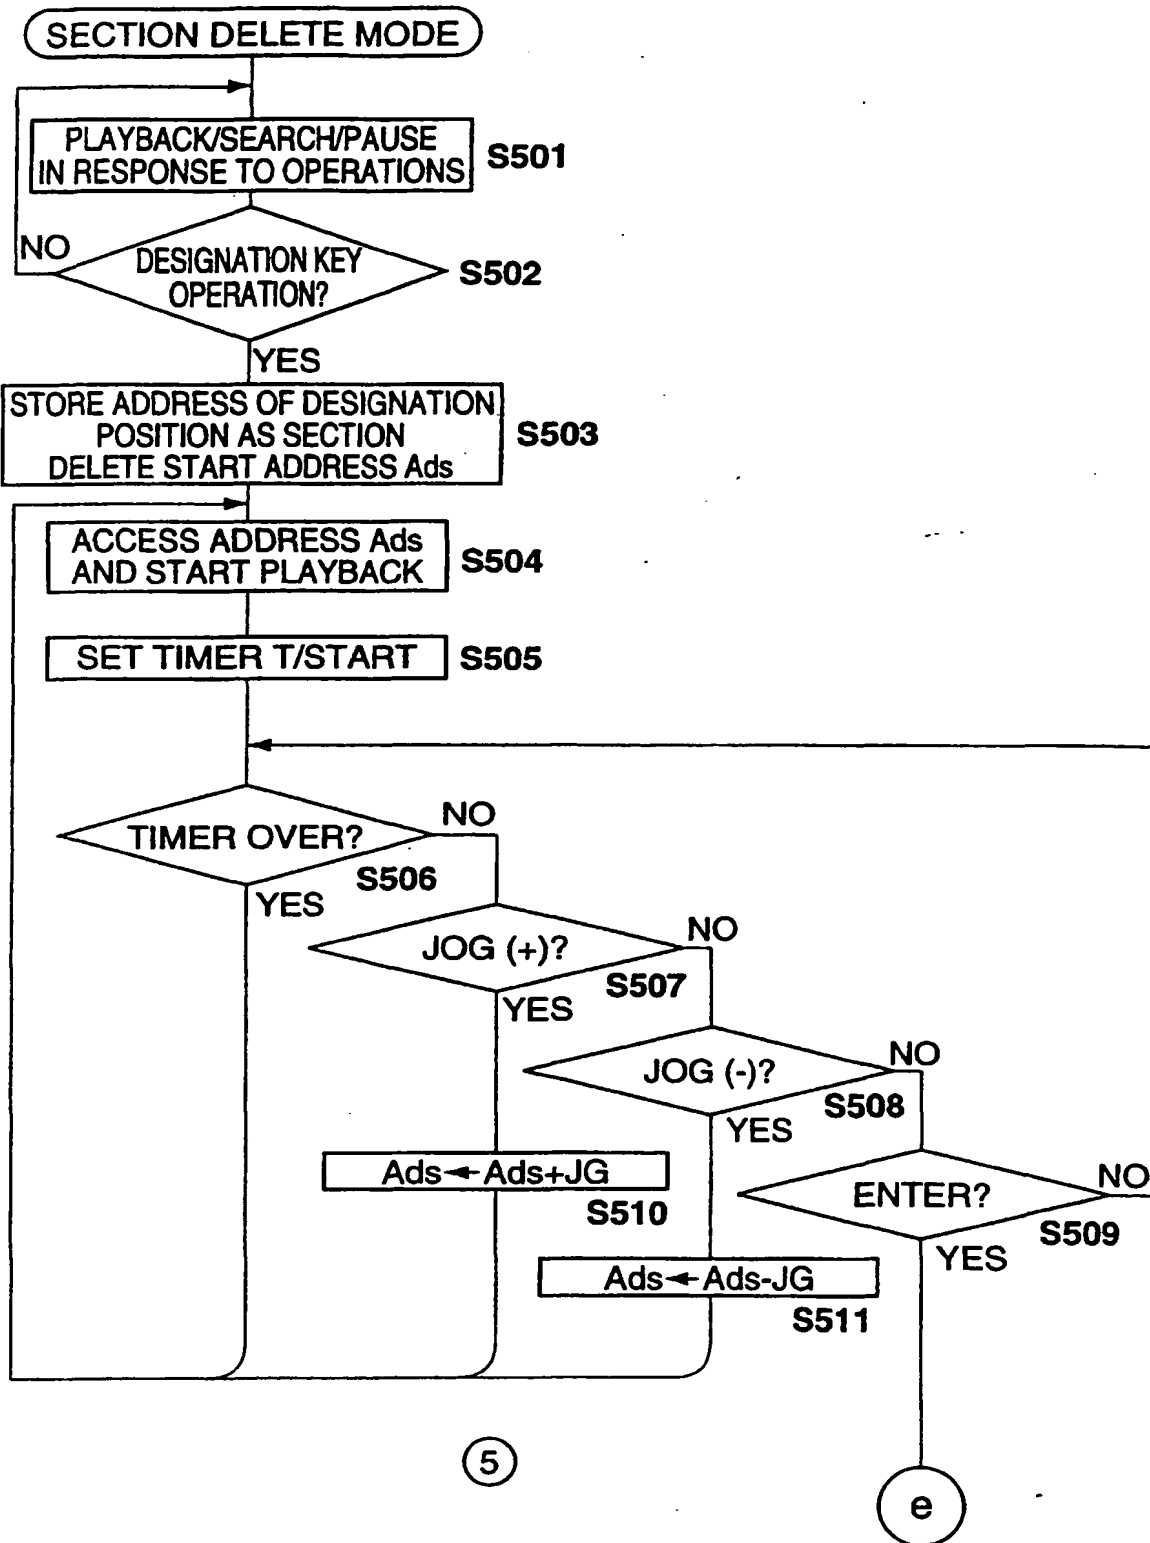 SECTION DELETE MODE
PLAYBACK/SEARCH/PAUSE
IN RESPONSE TO OPERATIONS
S501
NO
DESIGNATION KEY
OPERATION?
S502
YES
STORE ADDRESS OF DESIGNATION
POSITION AS SECTION
DELETE START ADDRESS Ads
S503
ACCESS ADDRESS Ads
AND START PLAYBACK
S504
SET TIMER T/START
S505
TIMER OVER?
NO
S506
YES
JOG (+)?
NO
S507
YES
JOG (-)?
NO
S508
YES
Ads←Ads+JG
S510
ENTER?
NO
S509
YES
Ads←Ads-JG
S511
5
e